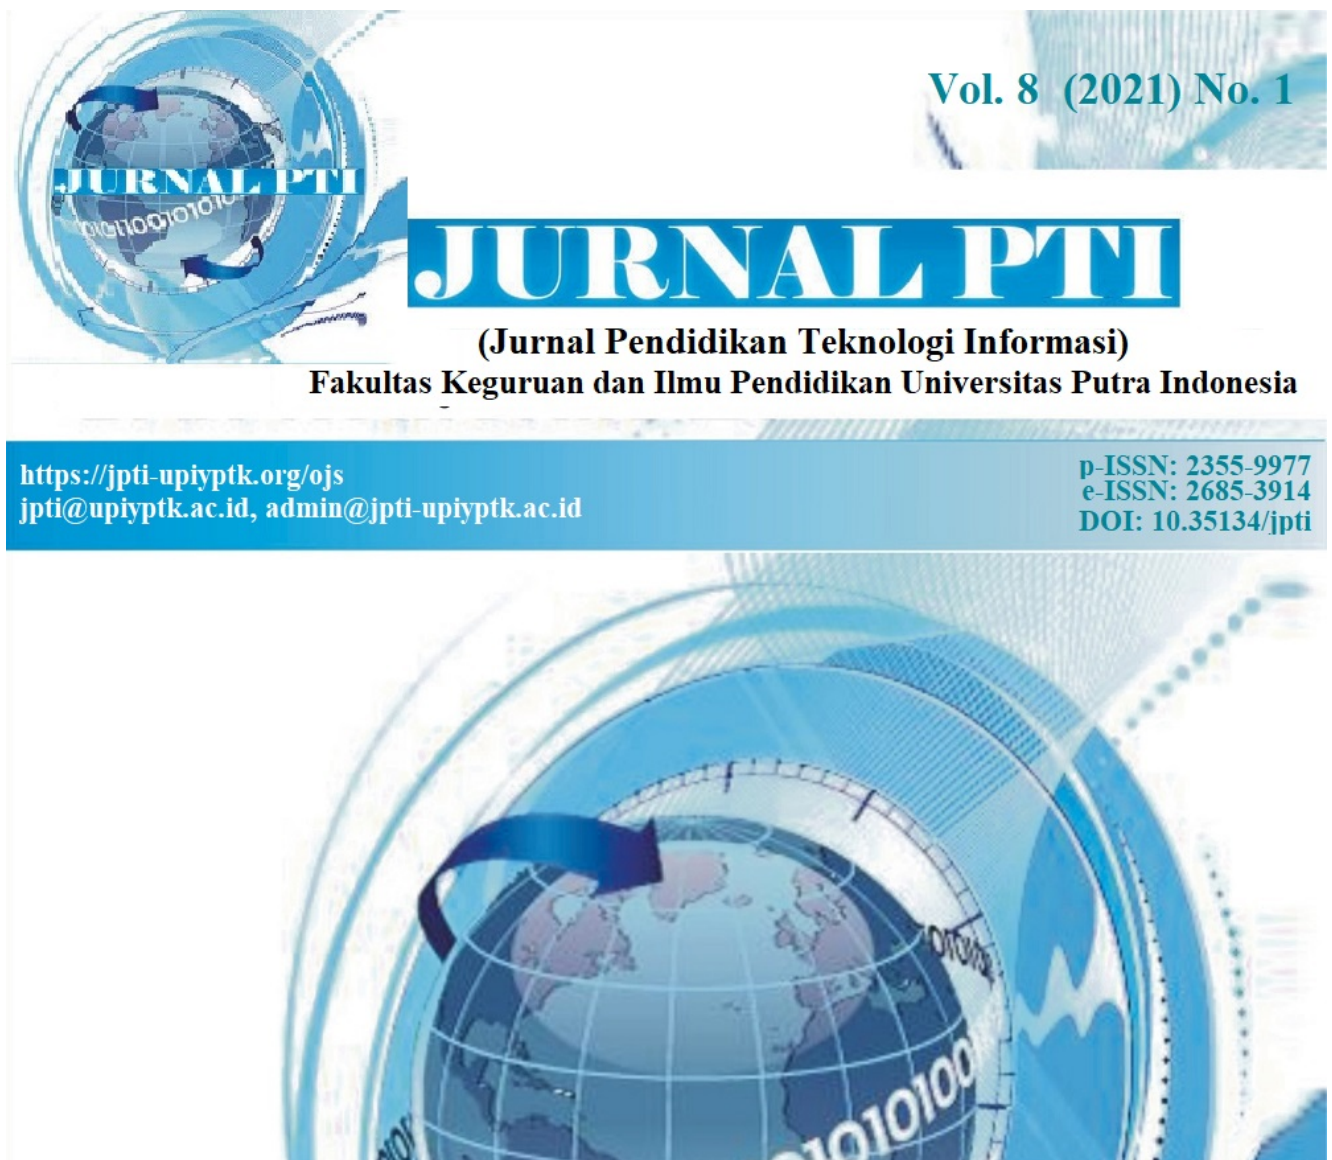 Vol. 8 (2021) No. 1
JURNAL PTI
0101100101010
JURNAL PTI
(Jurnal Pendidikan Teknologi Informasi)
Fakultas Keguruan dan Ilmu Pendidikan Universitas Putra Indonesia
https://jpti-upiyptk.org/ojs
jpti@upiyptk.ac.id, admin@jpti-upiyptk.ac.id
p-ISSN: 2355-9977
e-ISSN: 2685-3914
DOI: 10.35134/jpti
1010100